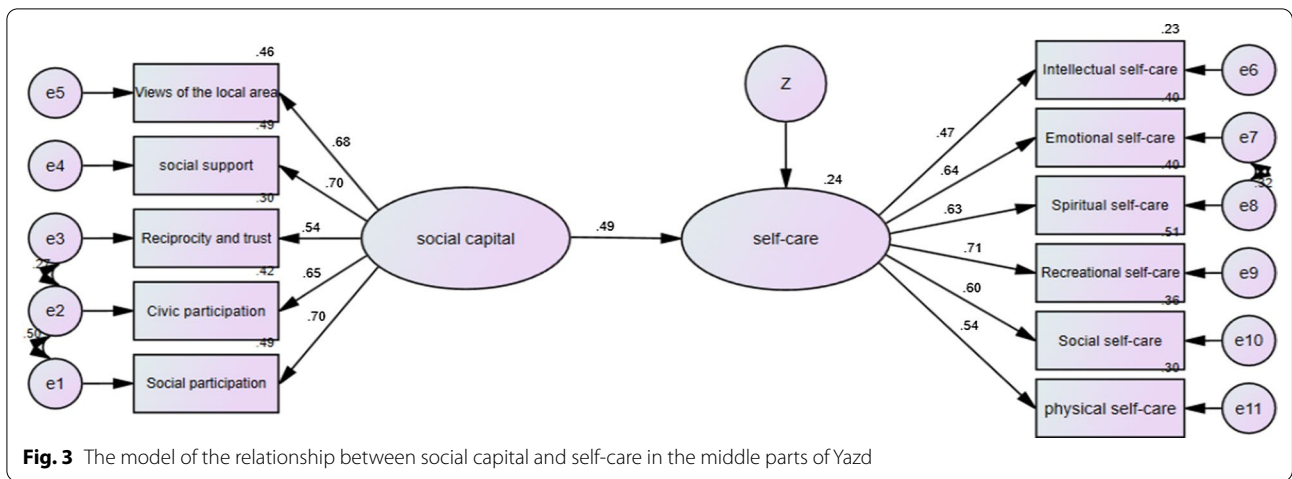 .46
e5
Views of the local area
.68
.49
e4
social support
.70
.30
e3
Reciprocity and trust
.54
.27
.42
e2
Civic participation
.65
.50
.49
e1
Social participation
.70
social capital
.49
Z
.24
self-care
.23
.47
Intellectual self-care
e6
.40
.64
Emotional self-care
e7
.32
.40
.63
Spiritual self-care
e8
.51
.71
Recreational self-care
e9
.36
.60
Social self-care
e10
.30
.54
physical self-care
e11
Fig. 3 The model of the relationship between social capital and self-care in the middle parts of Yazd